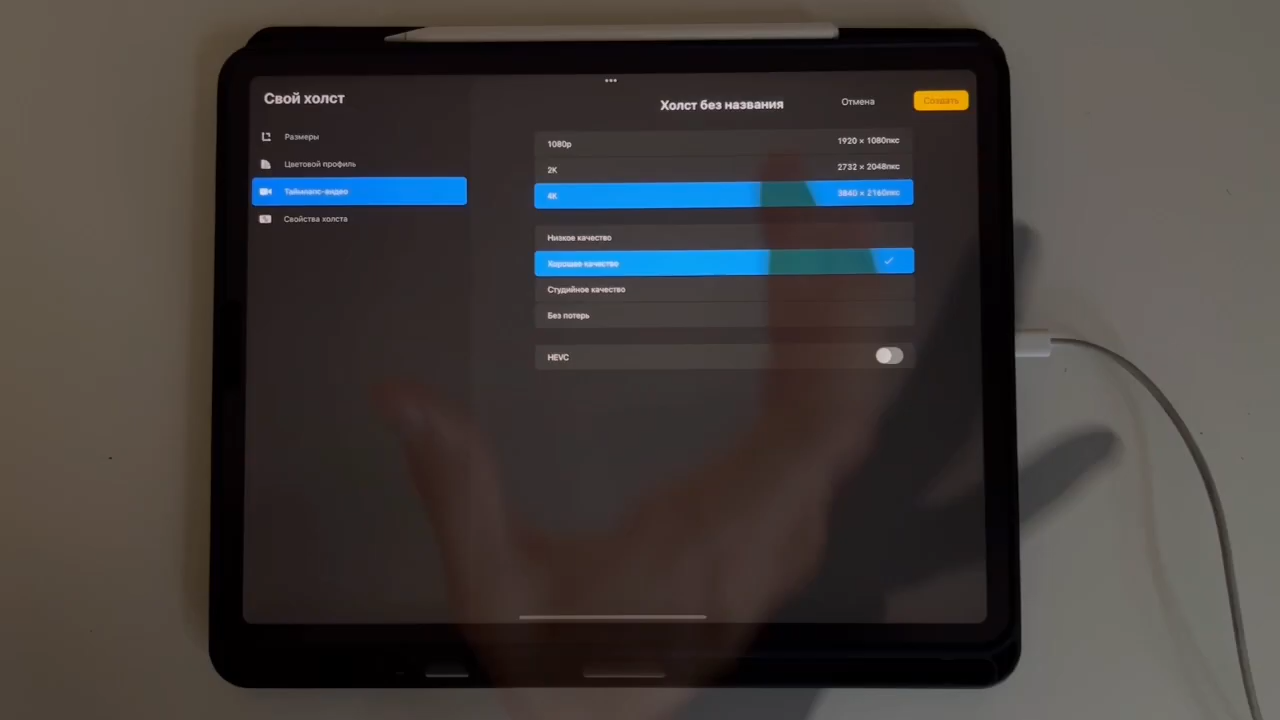 Свой холст
Холст без названия
Отмена
Создать
Размеры
Цветовой профиль
Таймлапс-видео
Свойства холста
1080p 1920 × 1080пкс
2K 2732 × 2048пкс
4K 3840 × 2160пкс
Низкое качество
Хорошее качество
Студийное качество
Без потерь
HEVC